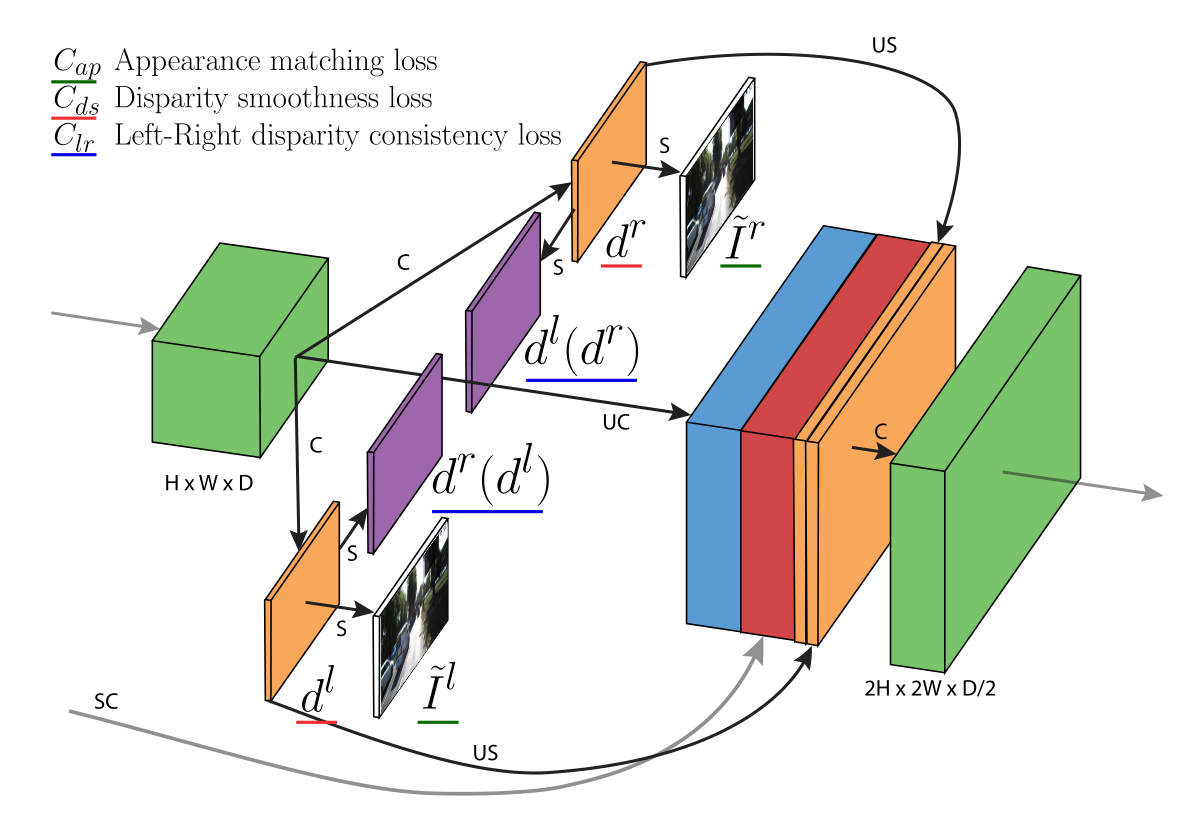 C_ap Appearance matching loss
C_ds Disparity smoothness loss
C_lr Left-Right disparity consistency loss
US
S
d^r
Ĩ^r
C
S
d^l(d^r)
UC
C
C
H x W x D
d^r(d^l)
S
S
d^l
Ĩ^l
2H x 2W x D/2
SC
US